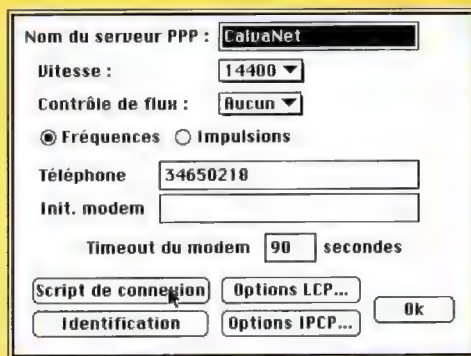 Nom du serveur PPP : CalvaNet
Vitesse : 14400
Contrôle de flux : Aucun
Fréquences Impulsions
Téléphone 34650218
Init. modem
Timeout du modem 90 secondes
Script de connexion Options LCP...
Ok
Identification Options IPCP...